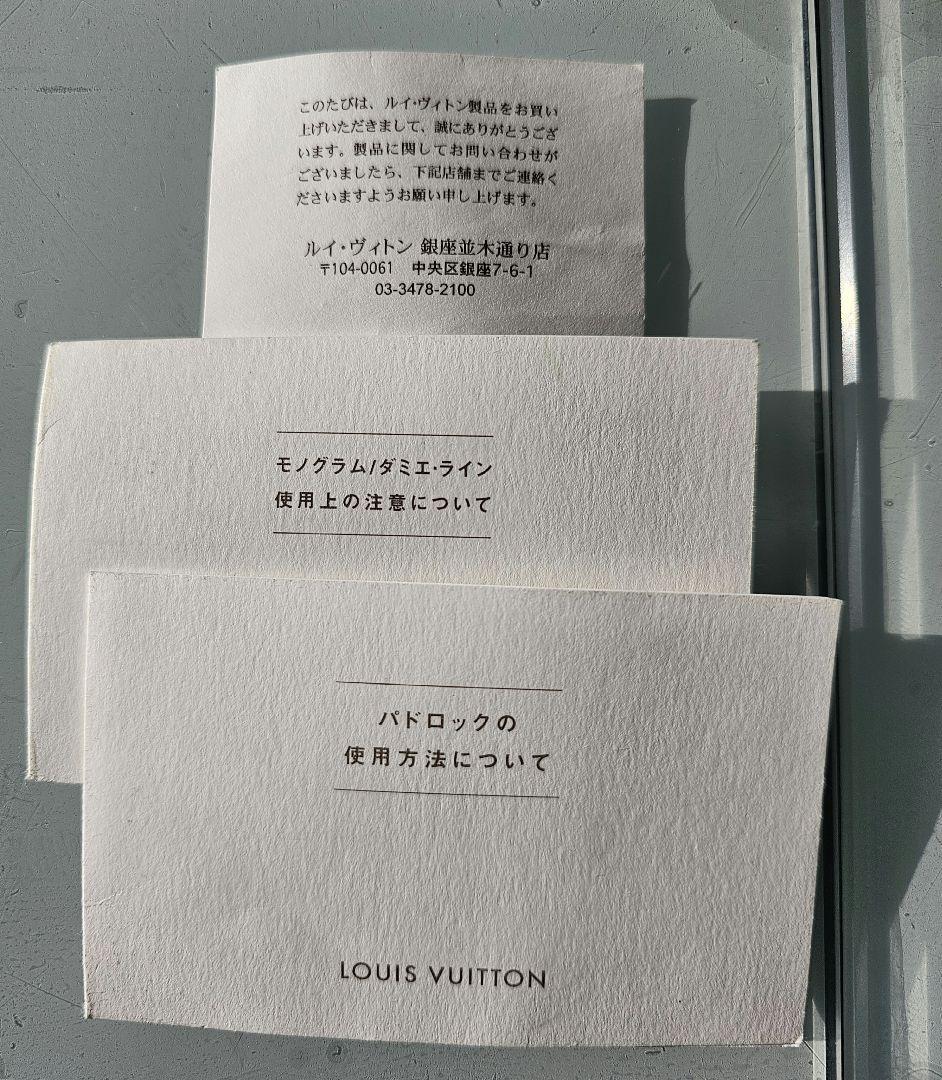 このたびは、ルイ・ヴィトン製品をお買い
上げいただきまして、誠にありがとうござ
います。製品に関してお問い合わせが
ございましたら、下記店舗までご連絡く
ださいますようお願い申し上げます。
ルイ・ヴィトン 銀座並木通り店
〒104-0061 中央区銀座7-6-1
03-3478-2100
モノグラム/ダミエ・ライン
使用上の注意について
パドロックの
使用方法について
LOUIS VUITTON